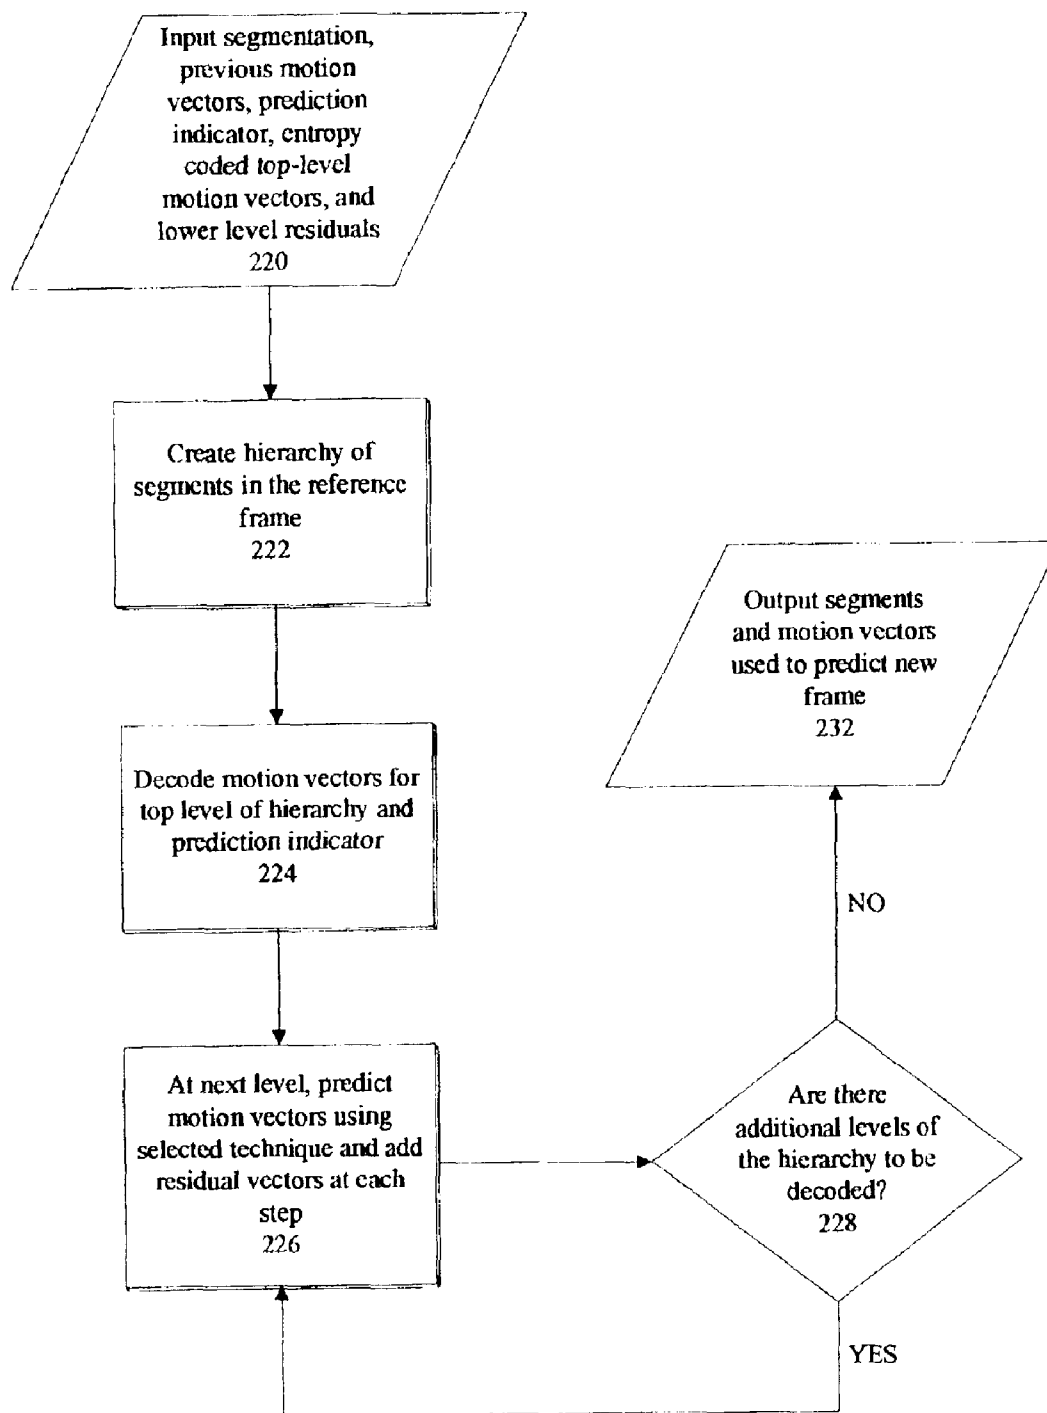 Input segmentation,
previous motion
vectors, prediction
indicator, entropy
coded top-level
motion vectors, and
lower level residuals
220
Create hierarchy of
segments in the reference
frame
222
Decode motion vectors for
top level of hierarchy and
prediction indicator
224
At next level, predict
motion vectors using
selected technique and add
residual vectors at each
step
226
Are there
additional levels of
the hierarchy to be
decoded?
228
YES
NO
Output segments
and motion vectors
used to predict new
frame
232